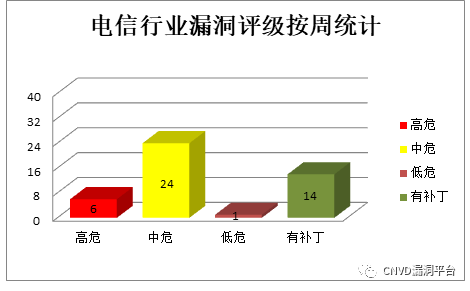 电信行业漏洞评级按周统计
40
32
24
16
8
0
6
24
1
14
高危
中危
低危
有补丁
高危
中危
低危
有补丁
CNVD漏洞平台